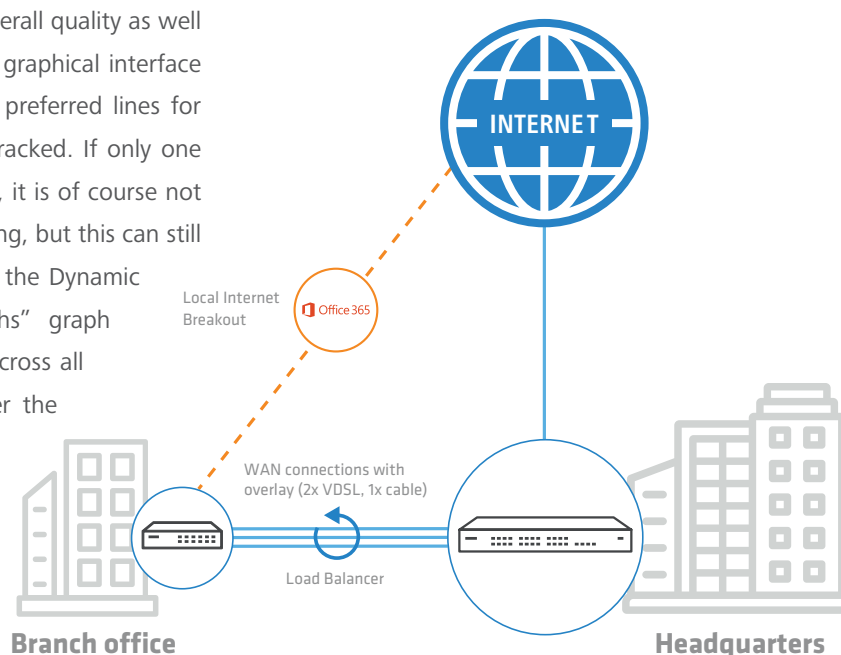 erall quality as well
graphical interface
preferred lines for
racked. If only one
, it is of course not
ng, but this can still
the Dynamic
hs” graph
cross all
er the
INTERNET
Local Internet
Breakout
Office 365
WAN connections with
overlay (2x VDSL, 1x cable)
Load Balancer
Branch office
Headquarters